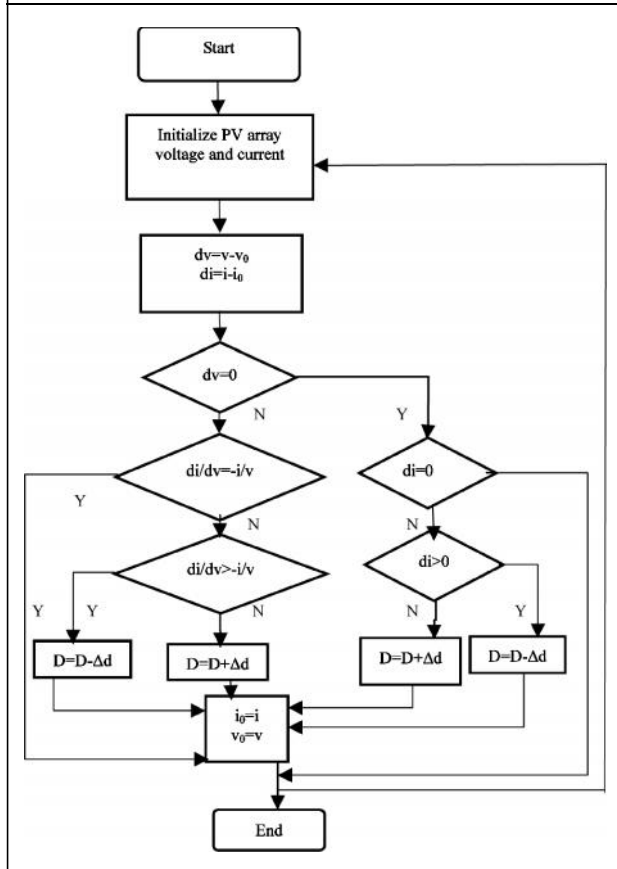 Start
Initialize PV array
voltage and current
dv=v-v₀
di=i-i₀
dv=0
N
Y
di/dv=-i/v
di=0
Y
N
N
di/dv>-i/v
di>0
Y
Y
N
N
Y
D=D-Δd
D=D+Δd
D=D+Δd
D=D-Δd
i₀=i
v₀=v
End